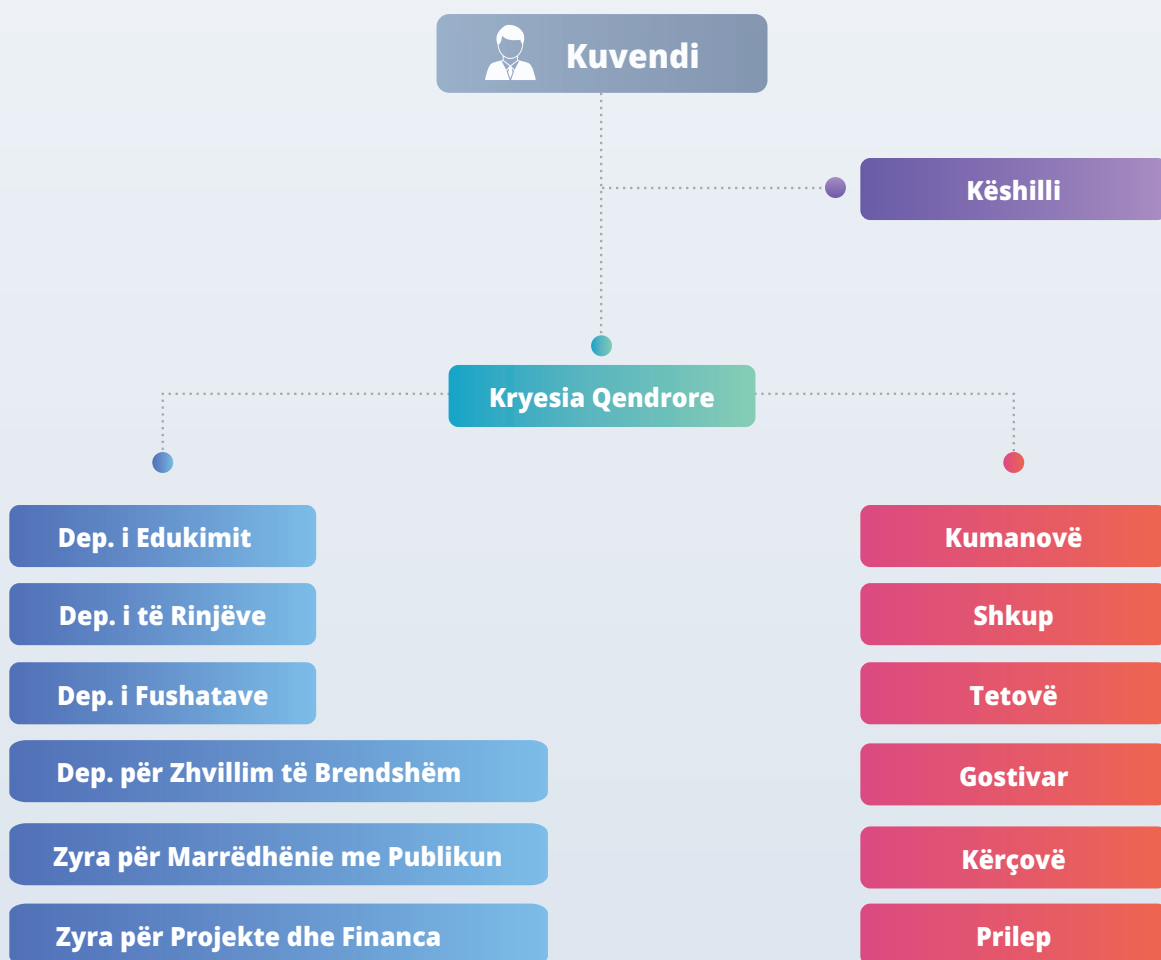 Kuvendi
Këshilli
Kryesia Qendrore
Dep. i Edukimit
Dep. i të Rinjëve
Dep. i Fushatave
Dep. për Zhvillim të Brendshëm
Zyra për Marrëdhënie me Publikun
Zyra për Projekte dhe Financa
Kumanovë
Shkup
Tetovë
Gostivar
Kërçovë
Prilep